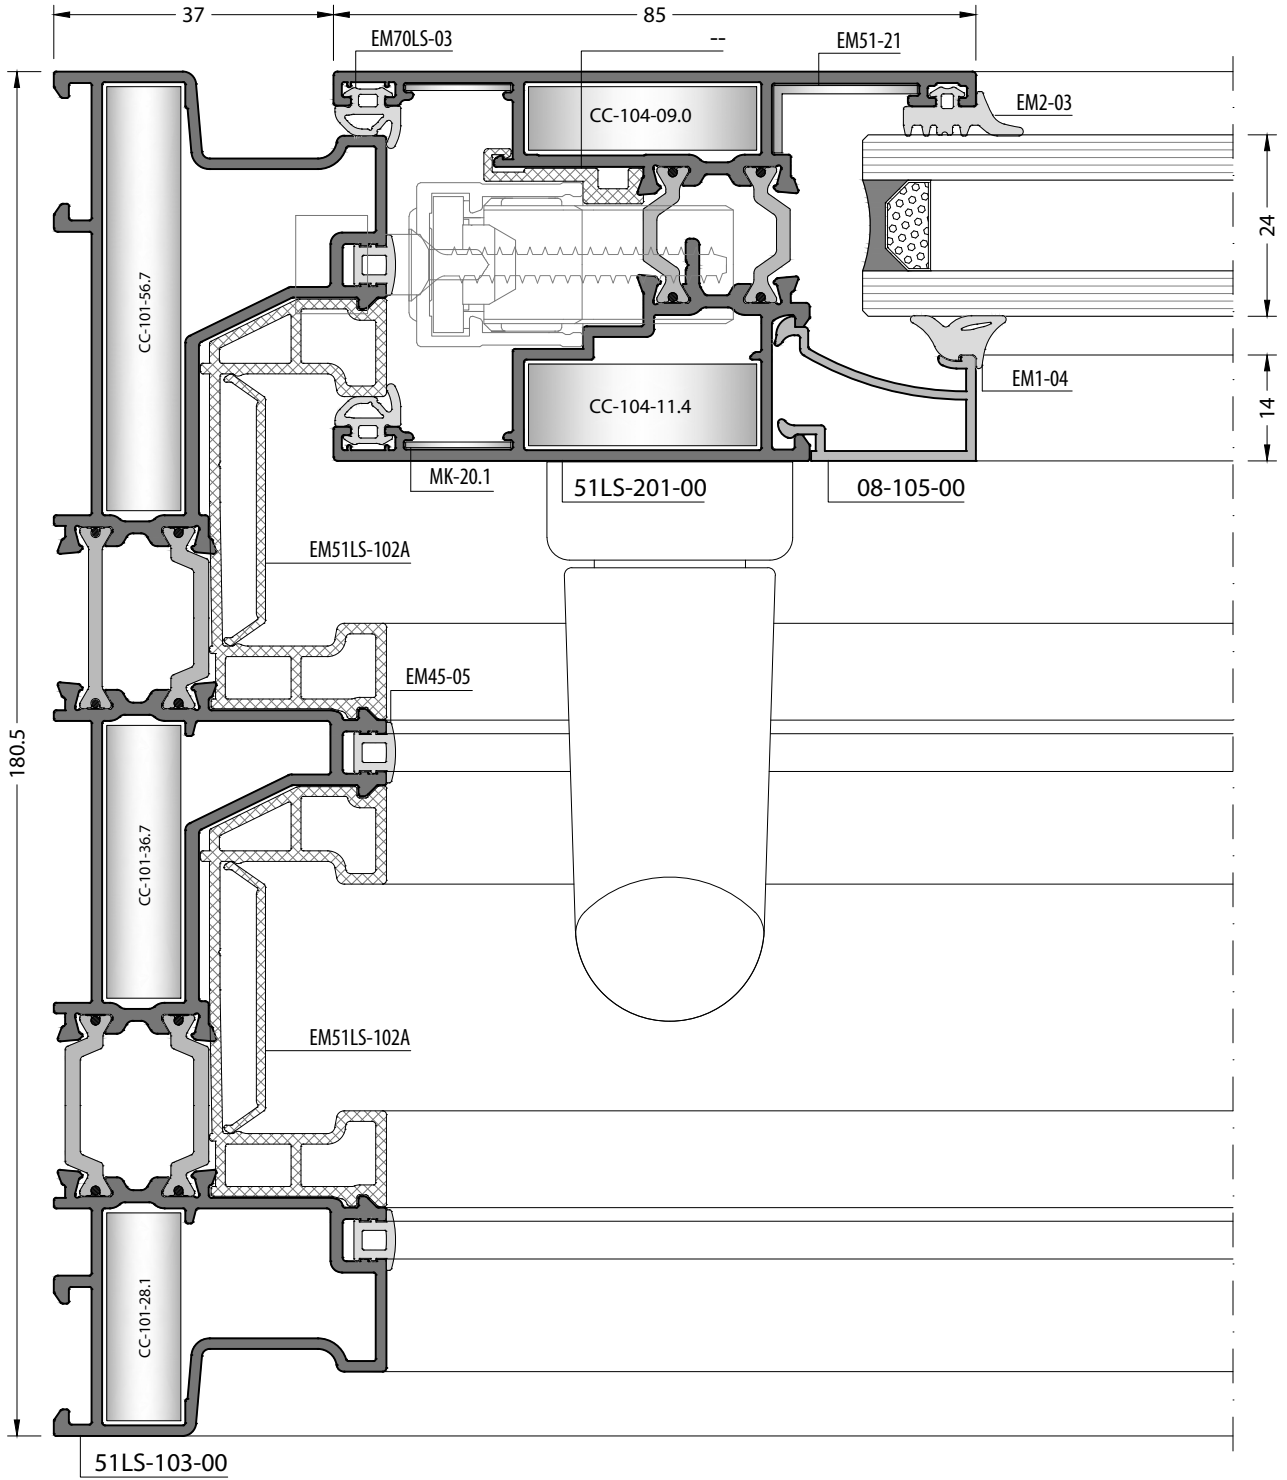 37
85
EM70LS-03
--
EM51-21
CC-104-09.0
EM2-03
24
CC-101-56.7
EM1-04
CC-104-11.4
14
MK-20.1
51LS-201-00
08-105-00
EM51LS-102A
EM45-05
180.5
CC-101-36.7
EM51LS-102A
CC-101-28.1
51LS-103-00